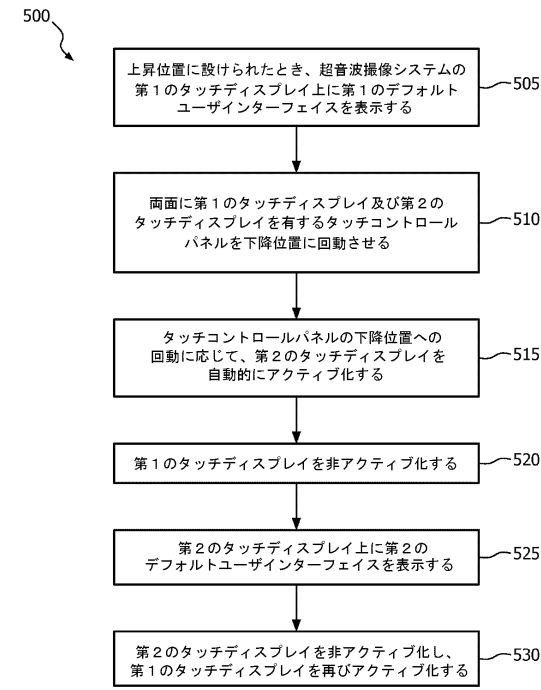 500
上昇位置に設けられたとき、超音波撮像システムの
第1のタッチディスプレイ上に第1のデフォルト
ユーザインターフェイスを表示する
505
両面に第1のタッチディスプレイ及び第2の
タッチディスプレイを有するタッチコントロール
パネルを下降位置に回動させる
510
タッチコントロールパネルの下降位置への
回動に応じて、第2のタッチディスプレイを
自動的にアクティブ化する
515
第1のタッチディスプレイを非アクティブ化する
520
第2のタッチディスプレイ上に第2の
デフォルトユーザインターフェイスを表示する
525
第2のタッチディスプレイを非アクティブ化し、
第1のタッチディスプレイを再びアクティブ化する
530